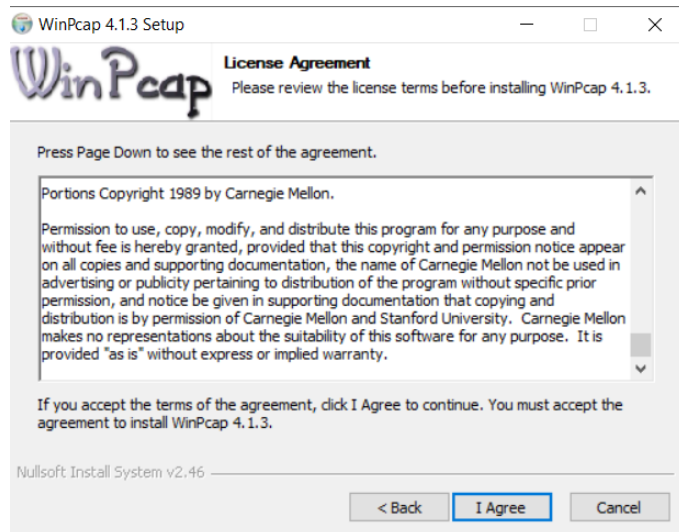 WinPcap 4.1.3 Setup
WinPcap
License Agreement
Please review the license terms before installing WinPcap 4.1.3.
Press Page Down to see the rest of the agreement.
Portions Copyright 1989 by Carnegie Mellon.
Permission to use, copy, modify, and distribute this program for any purpose and
without fee is hereby granted, provided that this copyright and permission notice appear
on all copies and supporting documentation, the name of Carnegie Mellon not be used in
advertising or publicity pertaining to distribution of the program without specific prior
permission, and notice be given in supporting documentation that copying and
distribution is by permission of Carnegie Mellon and Stanford University.  Carnegie Mellon
makes no representations about the suitability of this software for any purpose.  It is
provided "as is" without express or implied warranty.
If you accept the terms of the agreement, click I Agree to continue. You must accept the
agreement to install WinPcap 4.1.3.
Nullsoft Install System v2.46
< Back
I Agree
Cancel